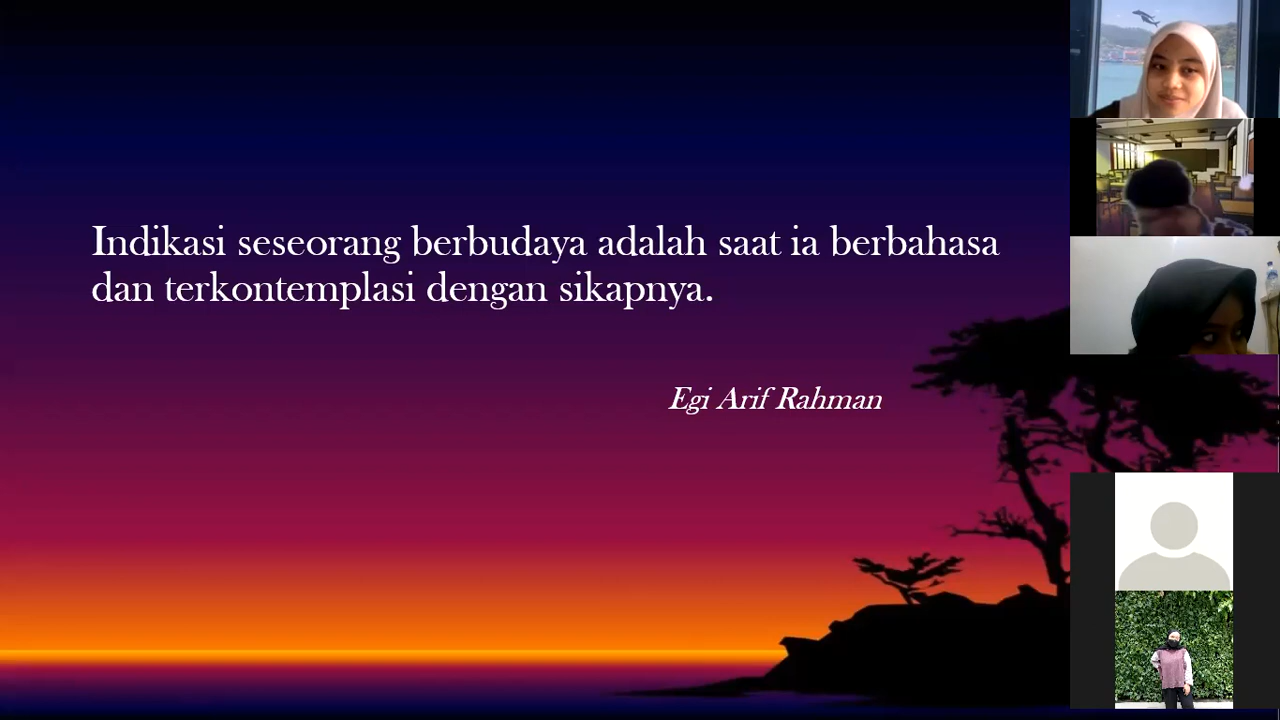 Indikasi seseorang berbudaya adalah saat ia berbahasa
dan terkontemplasi dengan sikapnya.
Egi Arif Rahman